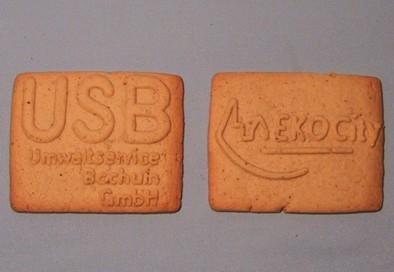 USB
Umweltservice
Bochum
GmbH
EKOCity